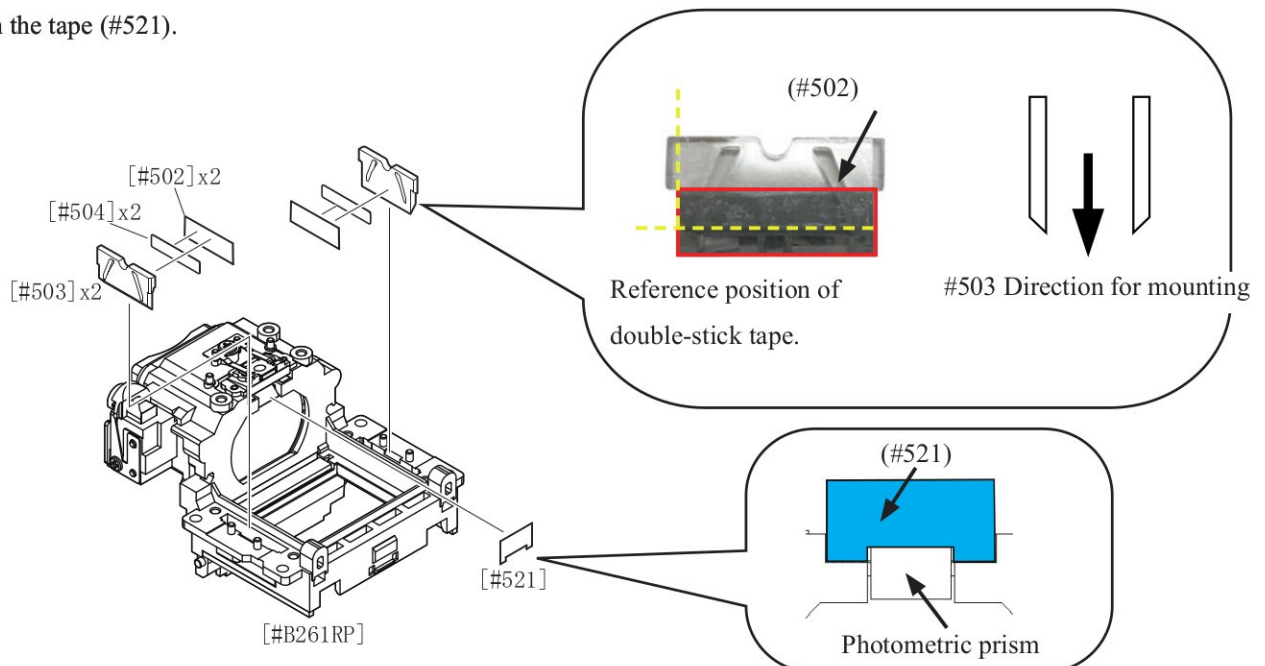 the tape (#521).
(#502)
[#502]x2
[#504]x2
[#503]x2
Reference position of
double-stick tape.
#503 Direction for mounting
(#521)
[#521]
[#B261RP]
Photometric prism